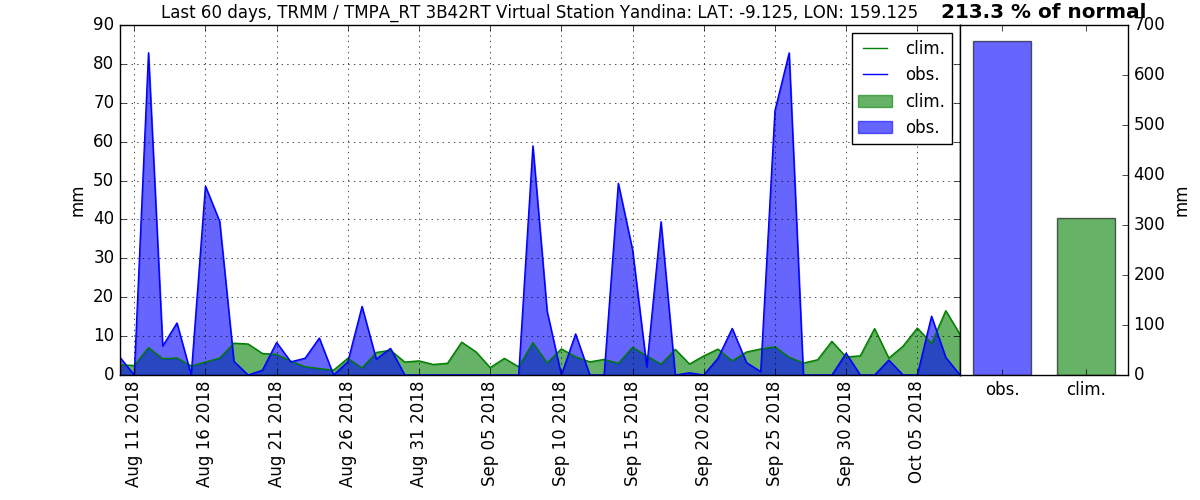 Last 60 days, TRMM / TMPA_RT 3B42RT Virtual Station Yandina: LAT: -9.125, LON: 159.125 213.3 % of normal
90
80
70
60
50
40
30
20
10
0
mm
clim.
obs.
clim.
obs.
Aug 11 2018
Aug 16 2018
Aug 21 2018
Aug 26 2018
Aug 31 2018
Sep 05 2018
Sep 10 2018
Sep 15 2018
Sep 20 2018
Sep 25 2018
Sep 30 2018
Oct 05 2018
700
600
500
400
300
200
100
0
mm
obs. clim.